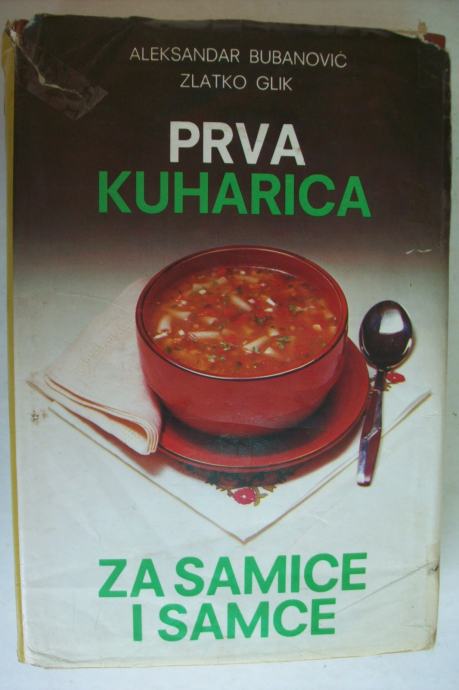 ALEKSANDAR BUBANOVIĆ
ZLATKO GLIK
PRVA
KUHARICA
ZA SAMICE
I SAMCE